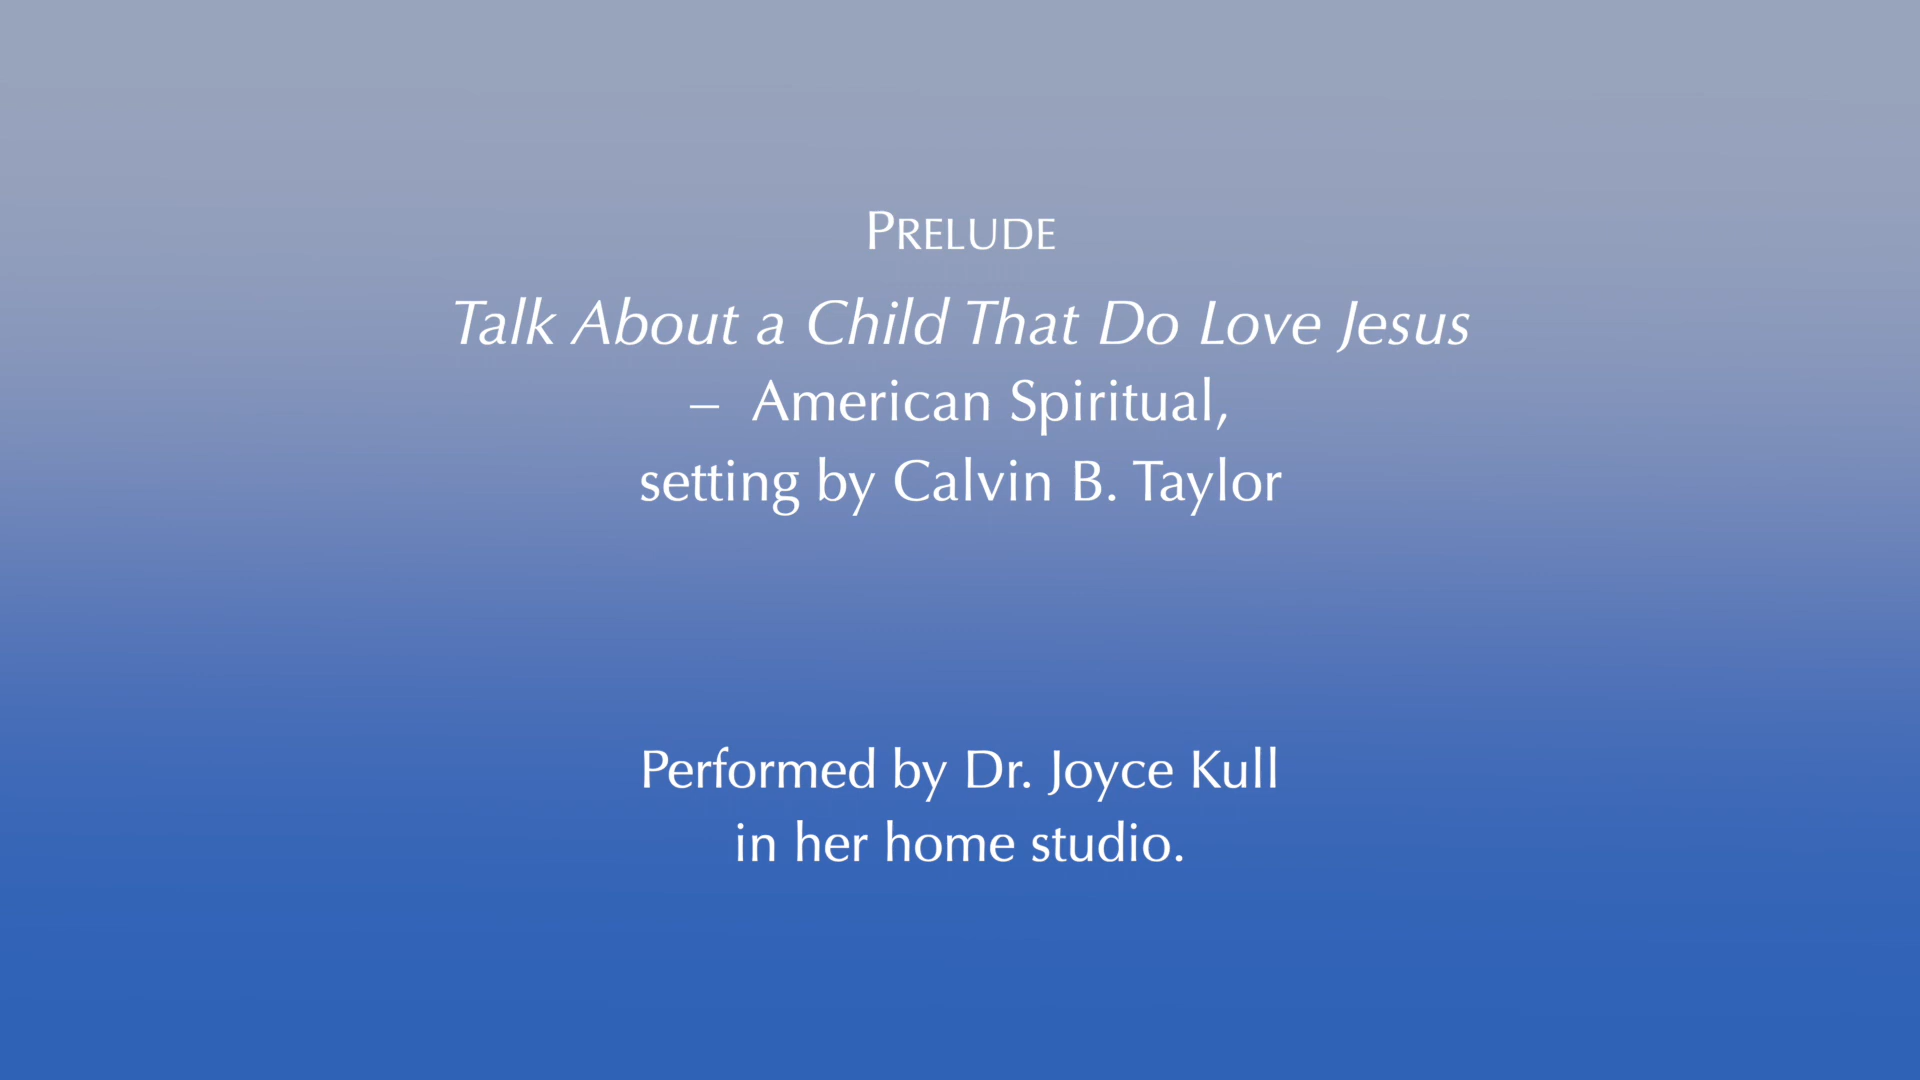 PRELUDE
Talk About a Child That Do Love Jesus
– American Spiritual,
setting by Calvin B. Taylor
Performed by Dr. Joyce Kull
in her home studio.